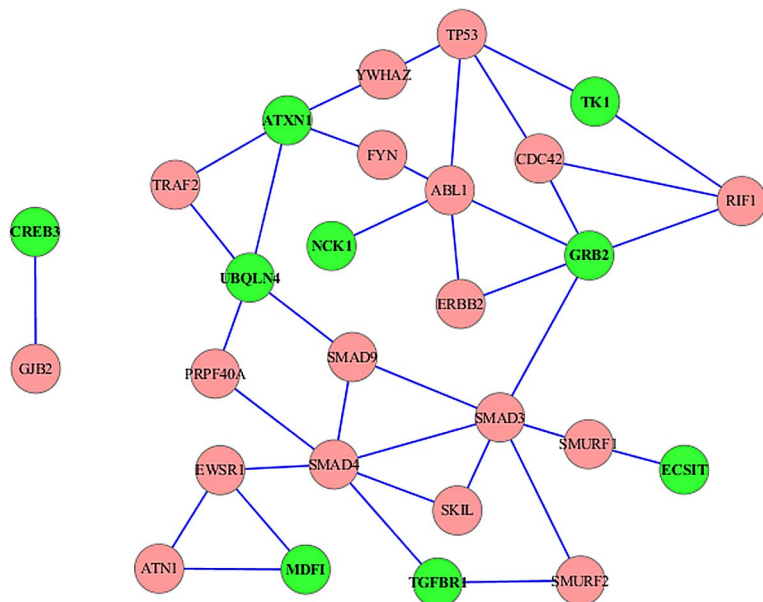 TP53
YWHAZ
TK1
ATXN1
FYN
CDC42
TRAF2
ABL1
RIF1
CREB3
NCK1
GRB2
UBQLN4
ERBB2
SMAD9
GJB2
PRPF40A
SMAD3
SMURF1
EWSR1
SMAD4
ECSIT
SKIL
ATN1
MDFI
TGFBR1
SMURF2